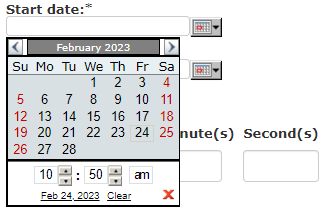 Start date:*
February 2023
Su Mo Tu We Th Fr Sa
1 2 3 4
5 6 7 8 9 10 11
12 13 14 15 16 17 18
19 20 21 22 23 24 25
26 27 28
nute(s) Second(s)
10 : 50 am
Feb 24, 2023 Clear